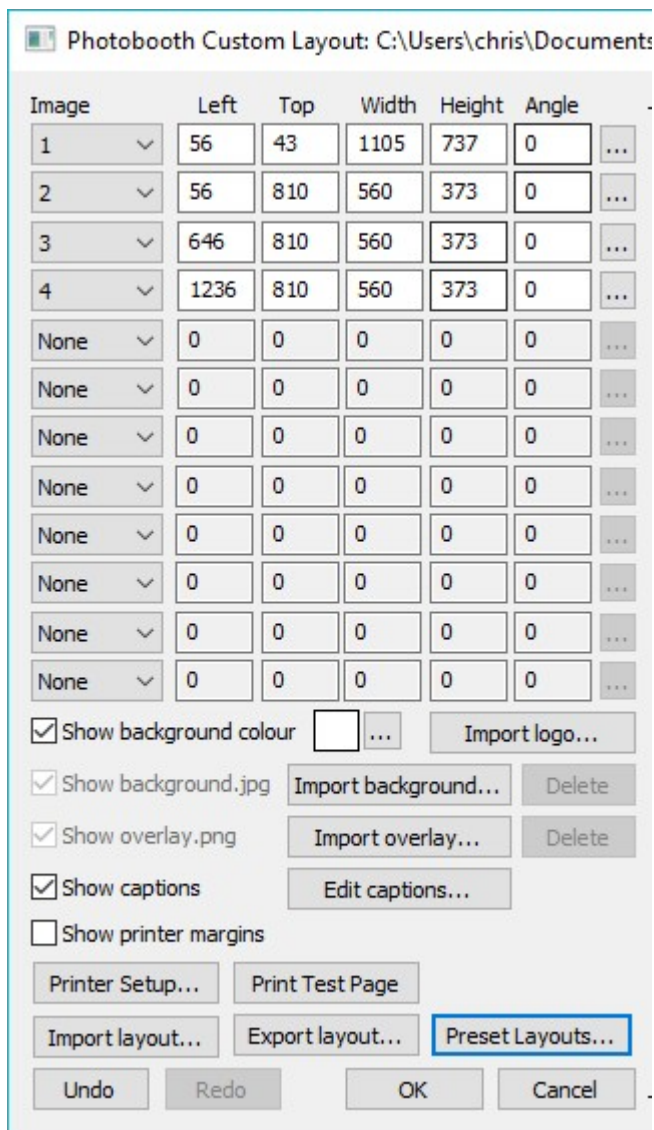 Photobooth Custom Layout: C:\Users\chris\Documents
Image Left Top Width Height Angle
1 56 43 1105 737 0 ...
2 56 810 560 373 0 ...
3 646 810 560 373 0 ...
4 1236 810 560 373 0 ...
None 0 0 0 0 0 ...
None 0 0 0 0 0 ...
None 0 0 0 0 0 ...
None 0 0 0 0 0 ...
None 0 0 0 0 0 ...
None 0 0 0 0 0 ...
None 0 0 0 0 0 ...
None 0 0 0 0 0 ...
Show background colour ... Import logo...
Show background.jpg Import background... Delete
Show overlay.png Import overlay... Delete
Show captions Edit captions...
Show printer margins
Printer Setup... Print Test Page
Import layout... Export layout... Preset Layouts...
Undo Redo OK Cancel